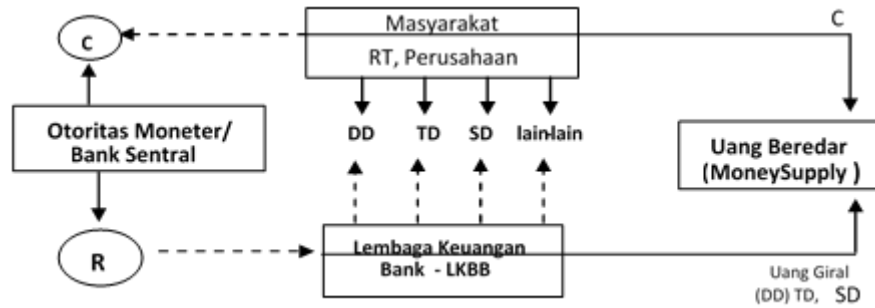 Masyarakat
RT, Perusahaan
C
C
Otoritas Moneter/
Bank Sentral
DD TD SD lain-lain
Uang Beredar
(MoneySupply )
R
Lembaga Keuangan
Bank - LKBB
Uang Giral
(DD) TD, SD